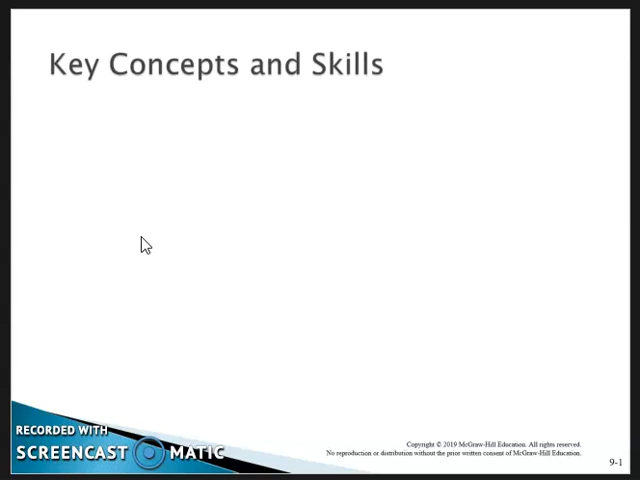 Key Concepts and Skills
RECORDED WITH
SCREENCAST MATIC
Copyright © 2019 McGraw-Hill Education. All rights reserved.
No reproduction or distribution without the prior written consent of McGraw-Hill Education.
9-1